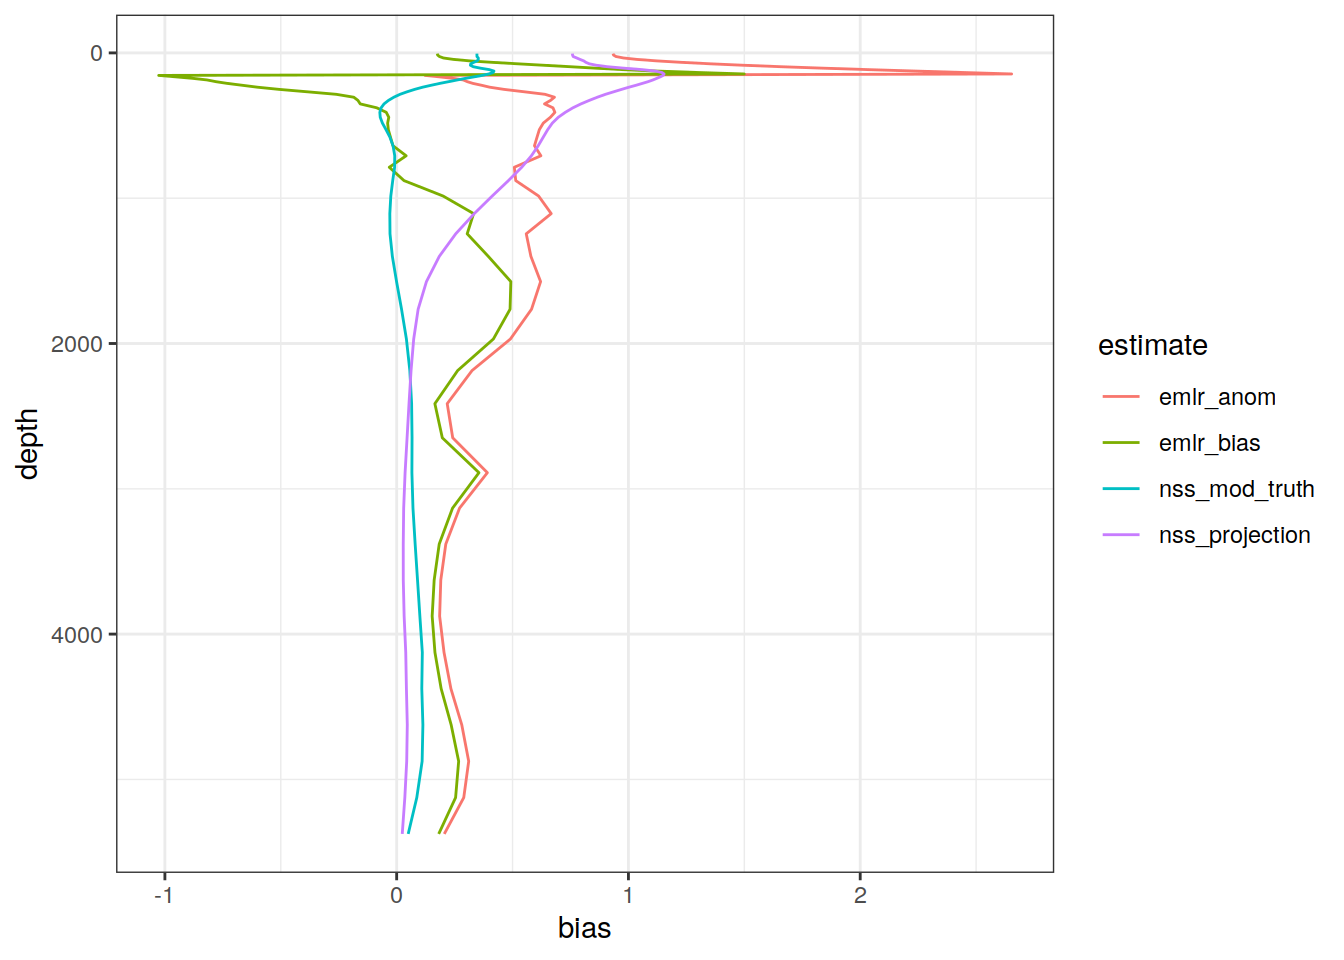 0
2000
4000
depth
-1
0
1
2
bias
estimate
emlr_anom
emlr_bias
nss_mod_truth
nss_projection